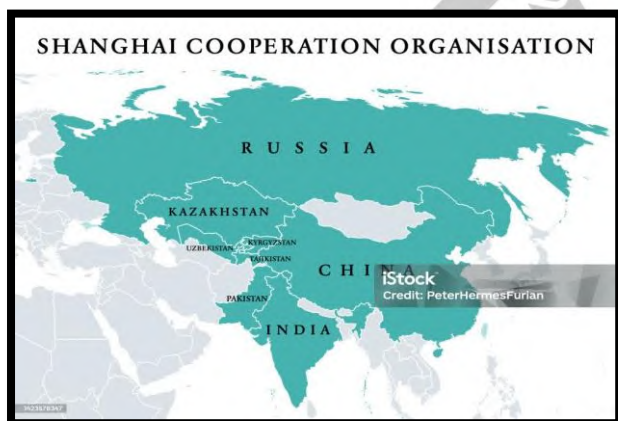 SHANGHAI COOPERATION ORGANISATION
RUSSIA
KAZAKHSTAN
UZBEKISTAN
KYRGYZSTAN
TAJIKISTAN
CHINA
iStock
Credit: PeterHermesFurian
PAKISTAN
INDIA